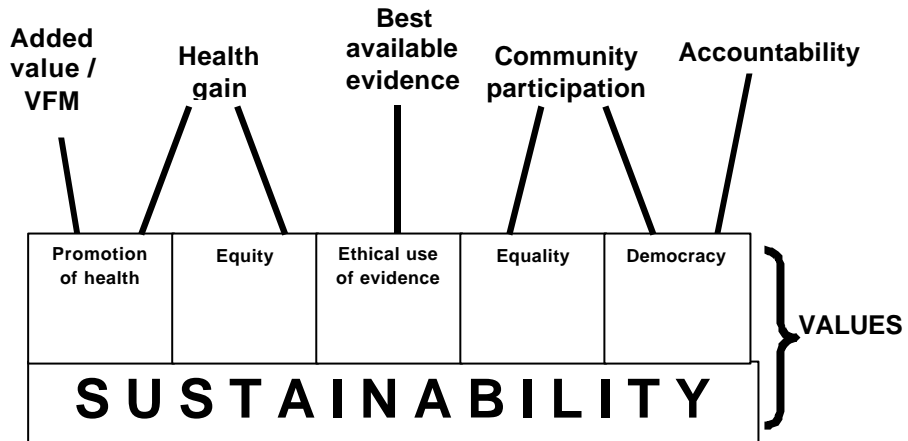 Added
value /
VFM
Health
gain
Best
available
evidence
Community
participation
Accountability
Promotion
of health
Equity
Ethical use
of evidence
Equality
Democracy
VALUES
SUSTAINABILITY